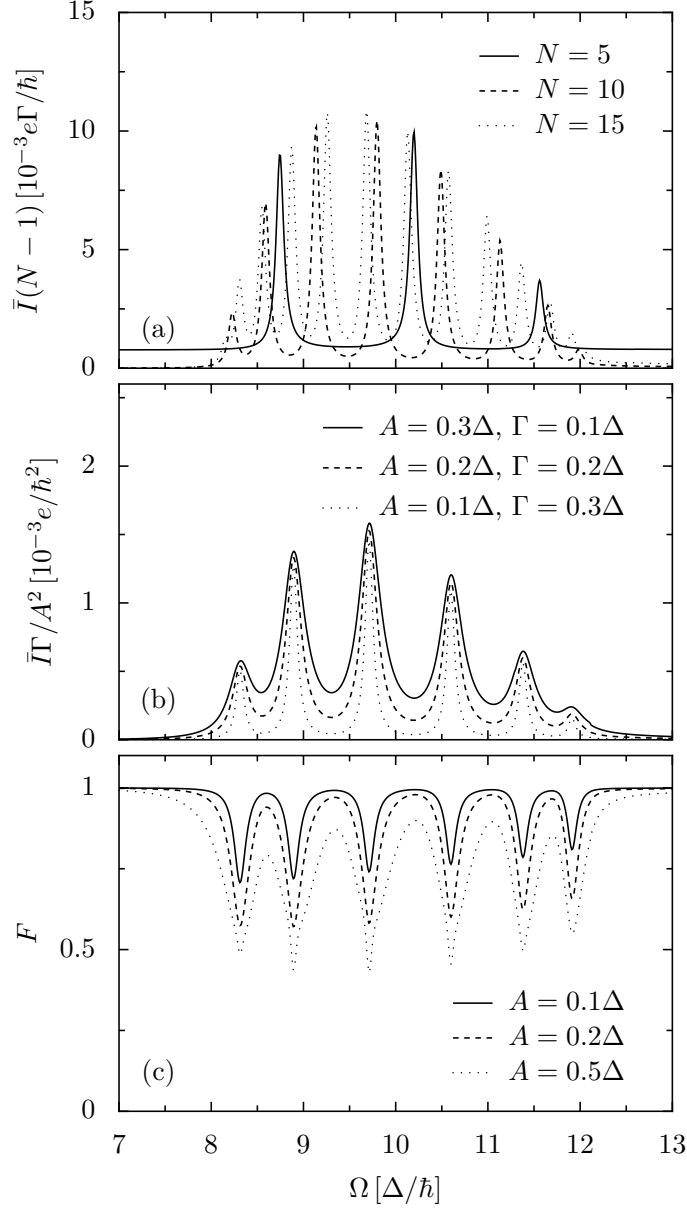 15
10
5
0
Ī(N − 1) [10⁻³eΓ/ħ]
N = 5
N = 10
N = 15
(a)
2
1
0
ĪΓ/A² [10⁻³e/ħ²]
A = 0.3Δ, Γ = 0.1Δ
A = 0.2Δ, Γ = 0.2Δ
A = 0.1Δ, Γ = 0.3Δ
(b)
1
0.5
0
F
A = 0.1Δ
A = 0.2Δ
A = 0.5Δ
(c)
7 8 9 10 11 12 13
Ω [Δ/ħ]